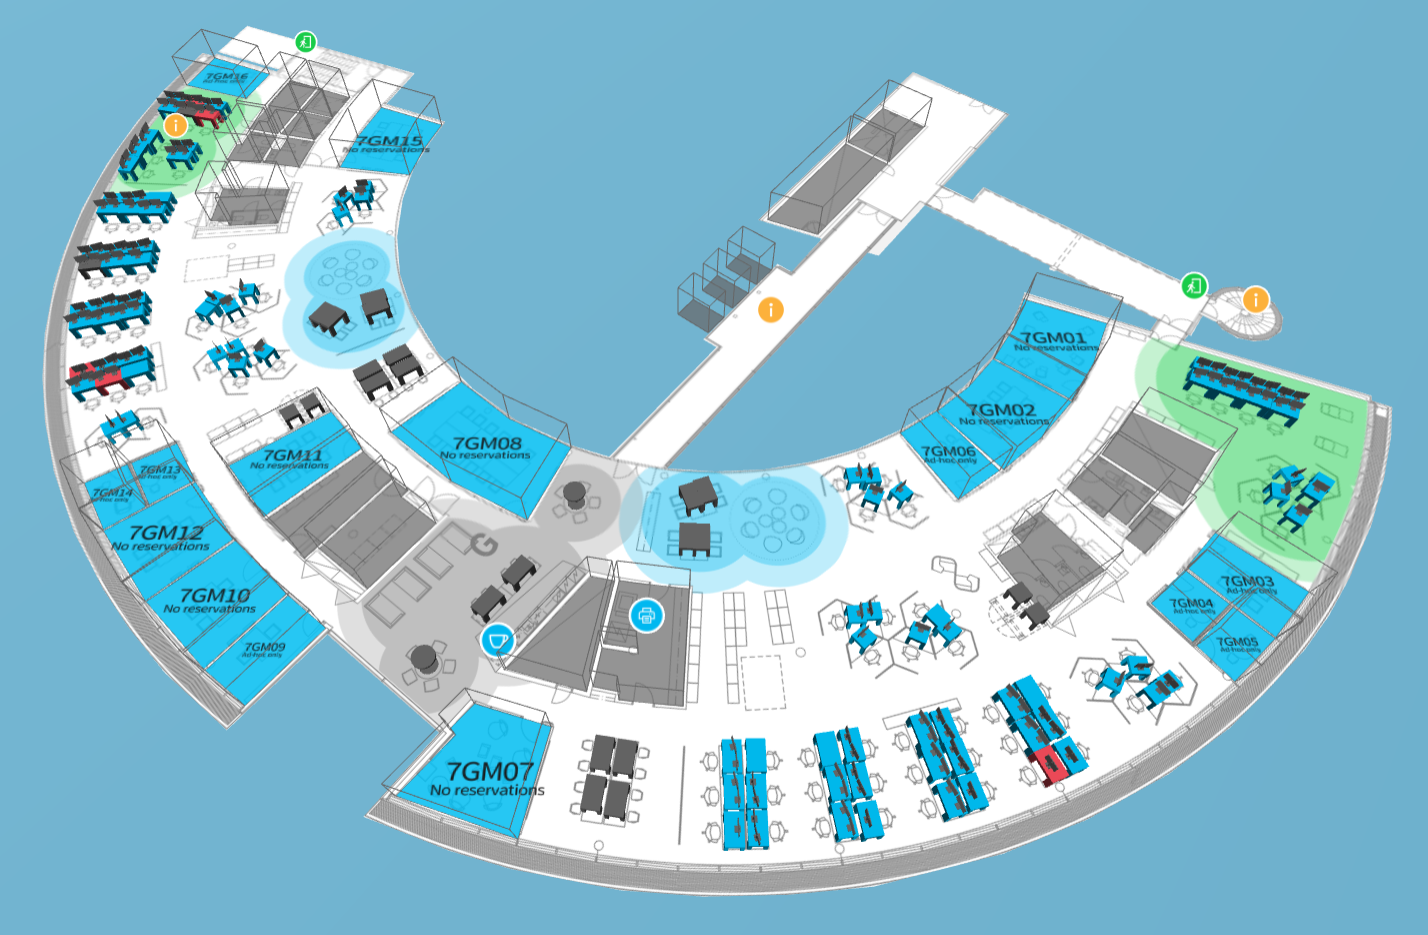 7GM16
Ad-hoc only
7GM15
No reservations
7GM01
No reservations
7GM02
No reservations
7GM06
Ad-hoc only
7GM08
No reservations
7GM11
No reservations
7GM13
Ad-hoc only
7GM14
Ad-hoc only
7GM12
No reservations
G
7GM10
No reservations
7GM09
Ad-hoc only
7GM03
Ad-hoc only
7GM04
Ad-hoc only
7GM05
Ad-hoc only
7GM07
No reservations